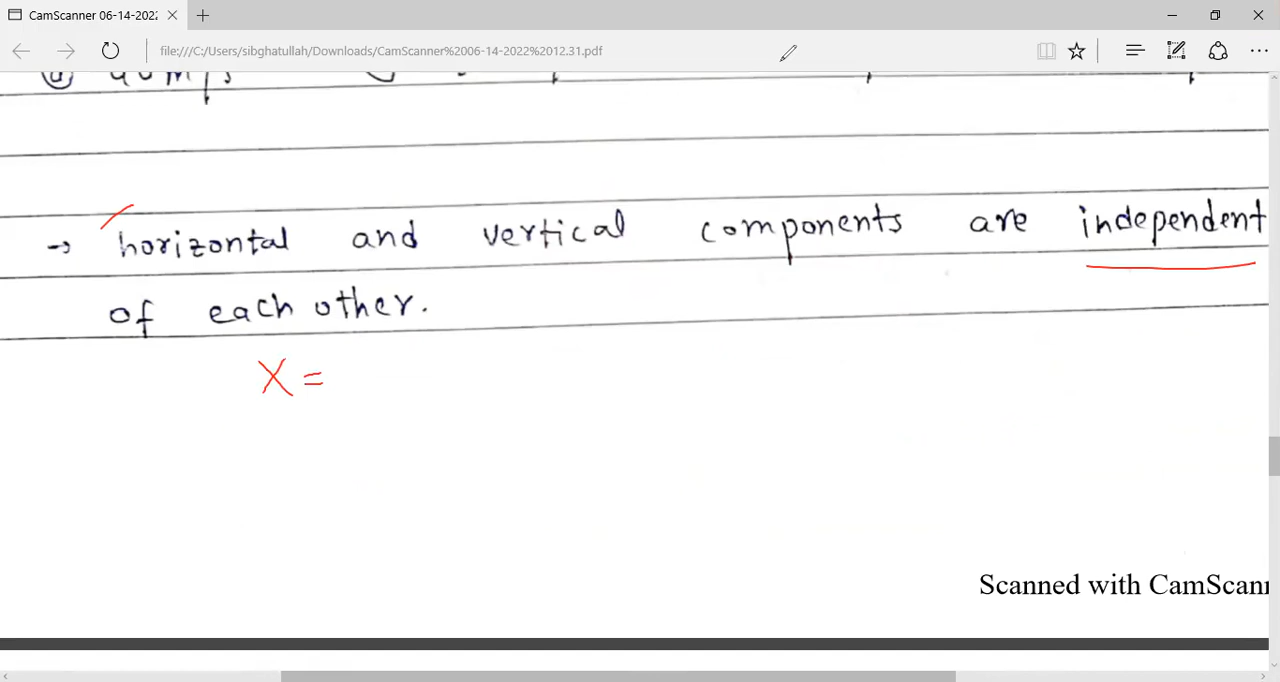 CamScanner 06-14-202
file:///C:/Users/sibghatullah/Downloads/CamScanner%2006-14-2022%2012.31.pdf
→ horizontal and vertical components are independent
of each other.
X =
Scanned with CamScann